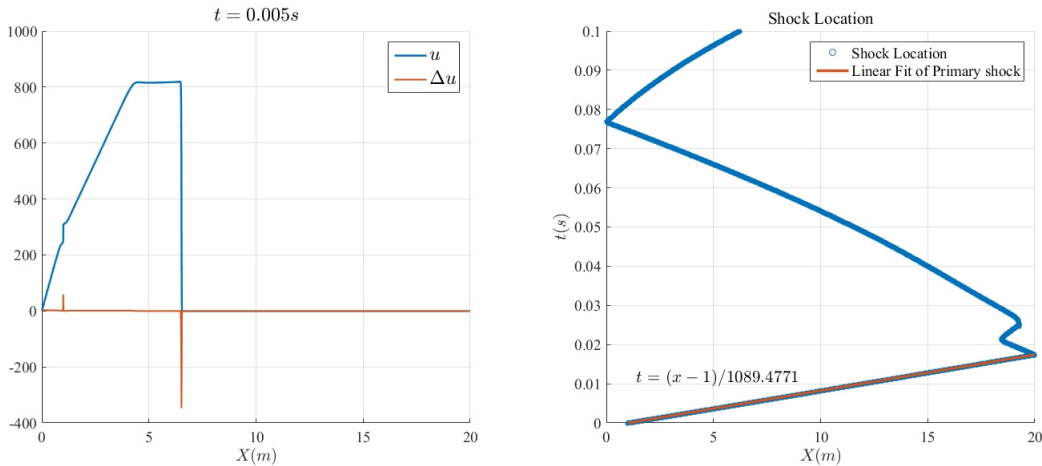 t = 0.005s
1000
800
600
400
200
0
-200
-400
0
5
10
15
20
X(m)
u
Δu
Shock Location
0.1
0.09
0.08
0.07
0.06
0.05
0.04
0.03
0.02
0.01
0
t(s)
0
5
10
15
20
X(m)
Shock Location
Linear Fit of Primary shock
t = (x − 1)/1089.4771